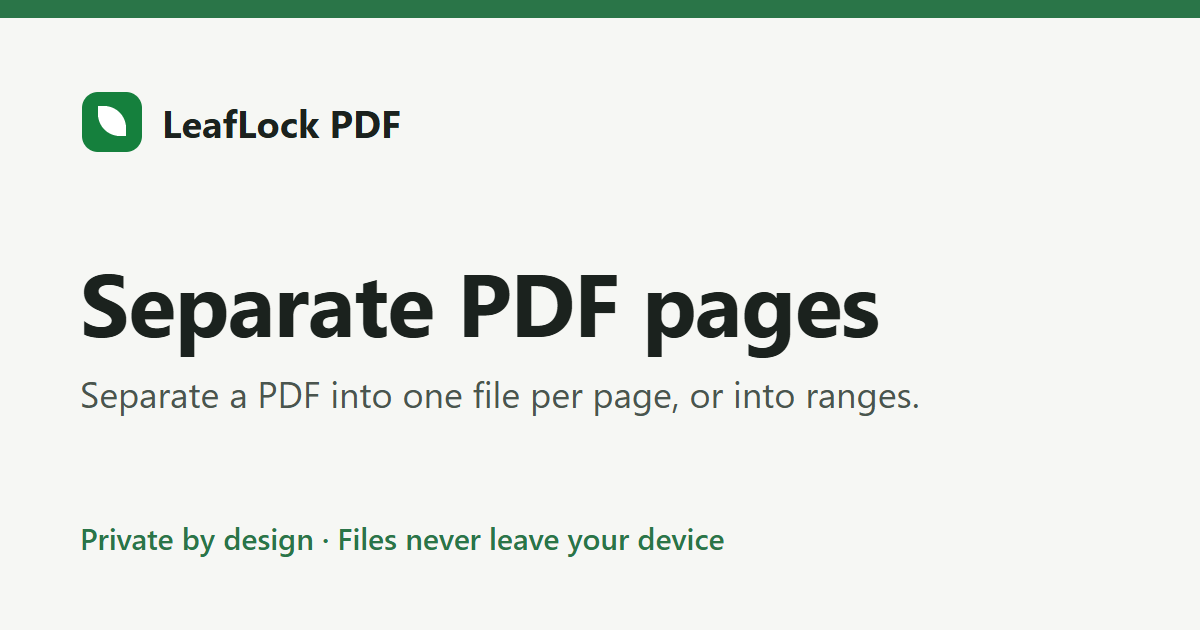 LeafLock PDF
Separate PDF pages
Separate a PDF into one file per page, or into ranges.
Private by design · Files never leave your device